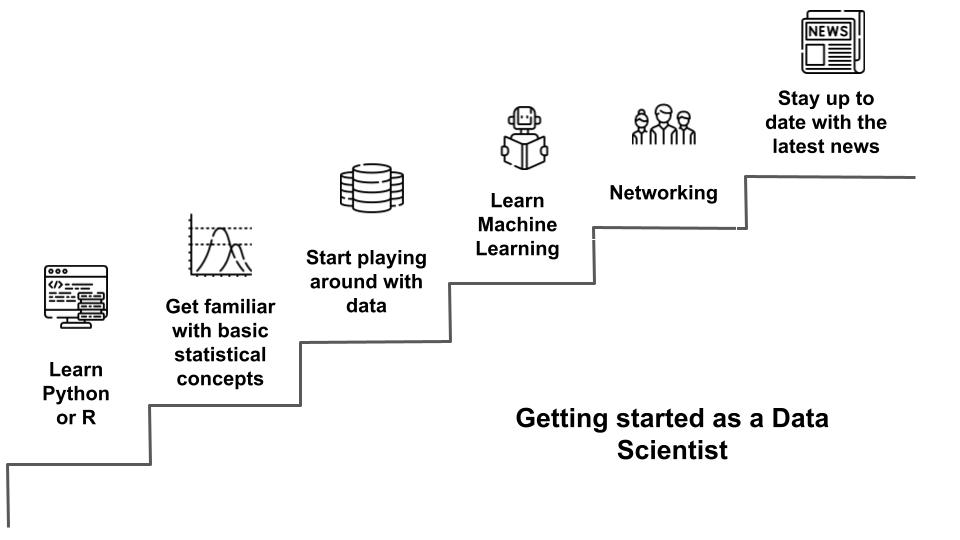 NEWS
Stay up to
date with the
latest news
Networking
Learn
Machine
Learning
Start playing
around with
data
Get familiar
with basic
statistical
concepts
</>
Learn
Python
or R
Getting started as a Data
Scientist